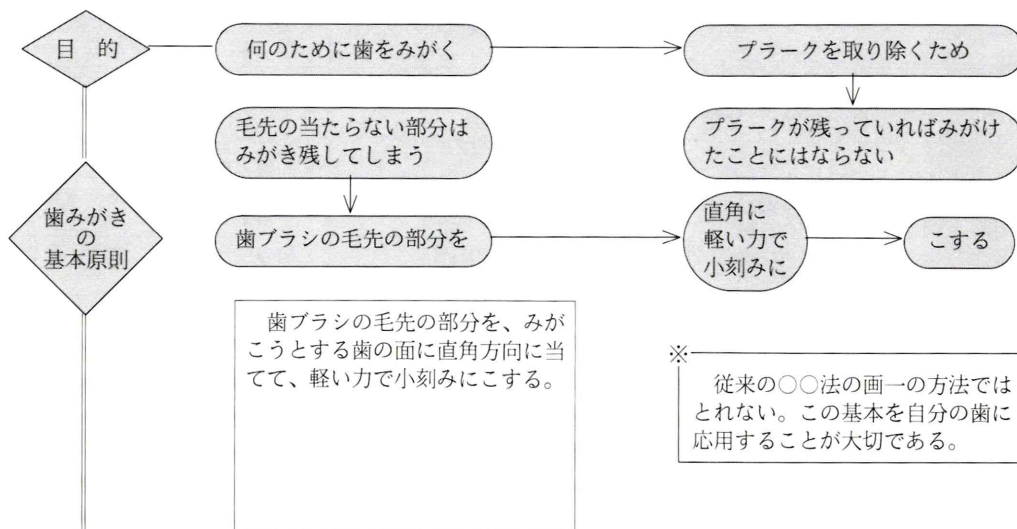 目 的
何のために歯をみがく
プラークを取り除くため
毛先の当たらない部分は
みがき残してしまう
プラークが残っていればみがけ
たことにはならない
歯みがき
の
基本原則
歯ブラシの毛先の部分を
直角に
軽い力で
小刻みに
こする
歯ブラシの毛先の部分を、みが
こうとする歯の面に直角方向に当
てて、軽い力で小刻みにこする。
※
従来の○○法の画一の方法では
とれない。この基本を自分の歯に
応用することが大切である。